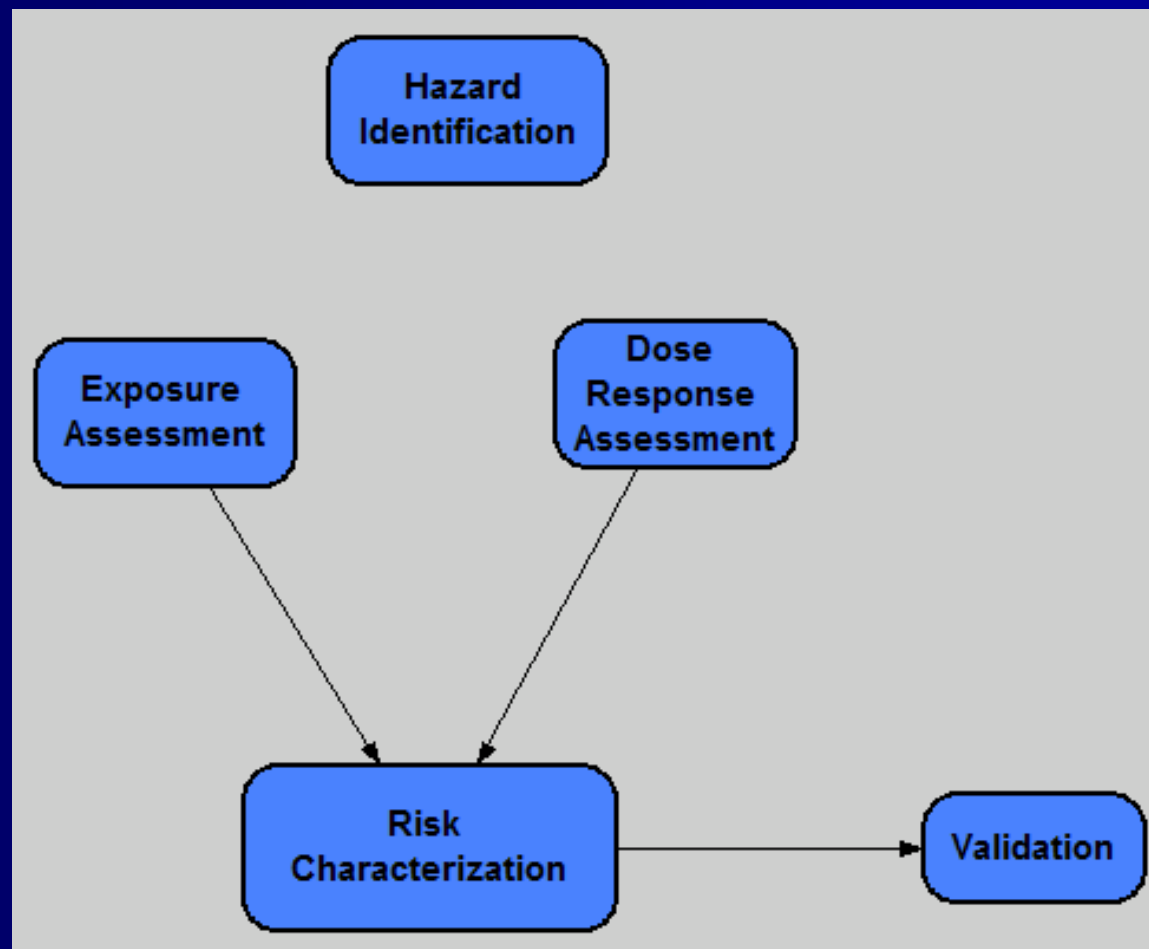 Hazard
Identification
Exposure
Assessment
Dose
Response
Assessment
Risk
Characterization
Validation